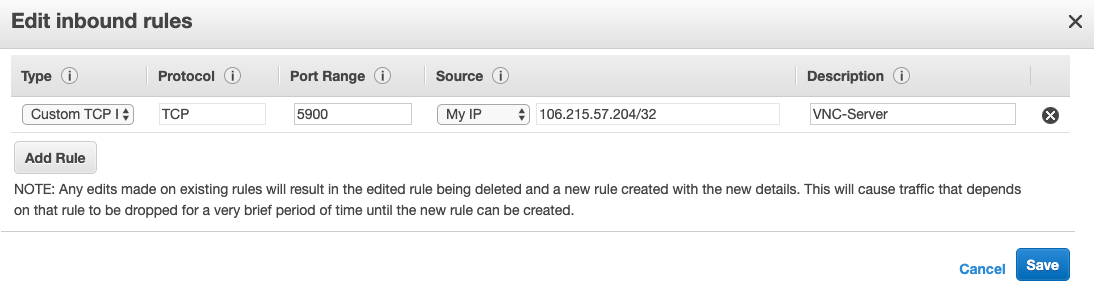 Edit inbound rules
Type Protocol Port Range Source Description
Custom TCP I TCP 5900 My IP 106.215.57.204/32 VNC-Server
Add Rule
NOTE: Any edits made on existing rules will result in the edited rule being deleted and a new rule created with the new details. This will cause traffic that depends
on that rule to be dropped for a very brief period of time until the new rule can be created.
Cancel Save